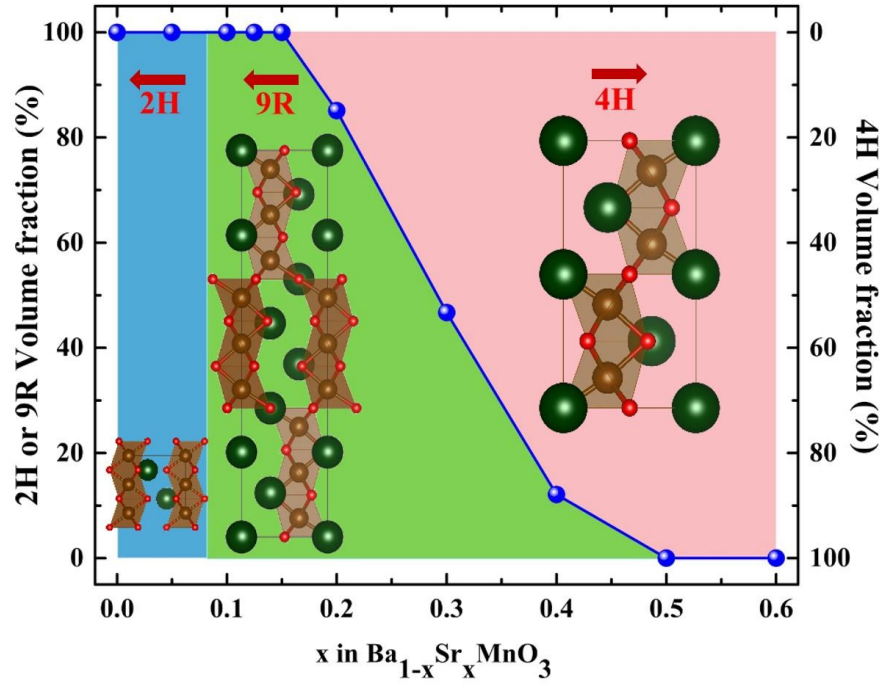 2H or 9R Volume fraction (%)
100
80
60
40
20
0
2H
9R
4H
0
20
40
60
80
100
4H Volume fraction (%)
0.0 0.1 0.2 0.3 0.4 0.5 0.6
x in Ba1-xSrxMnO3